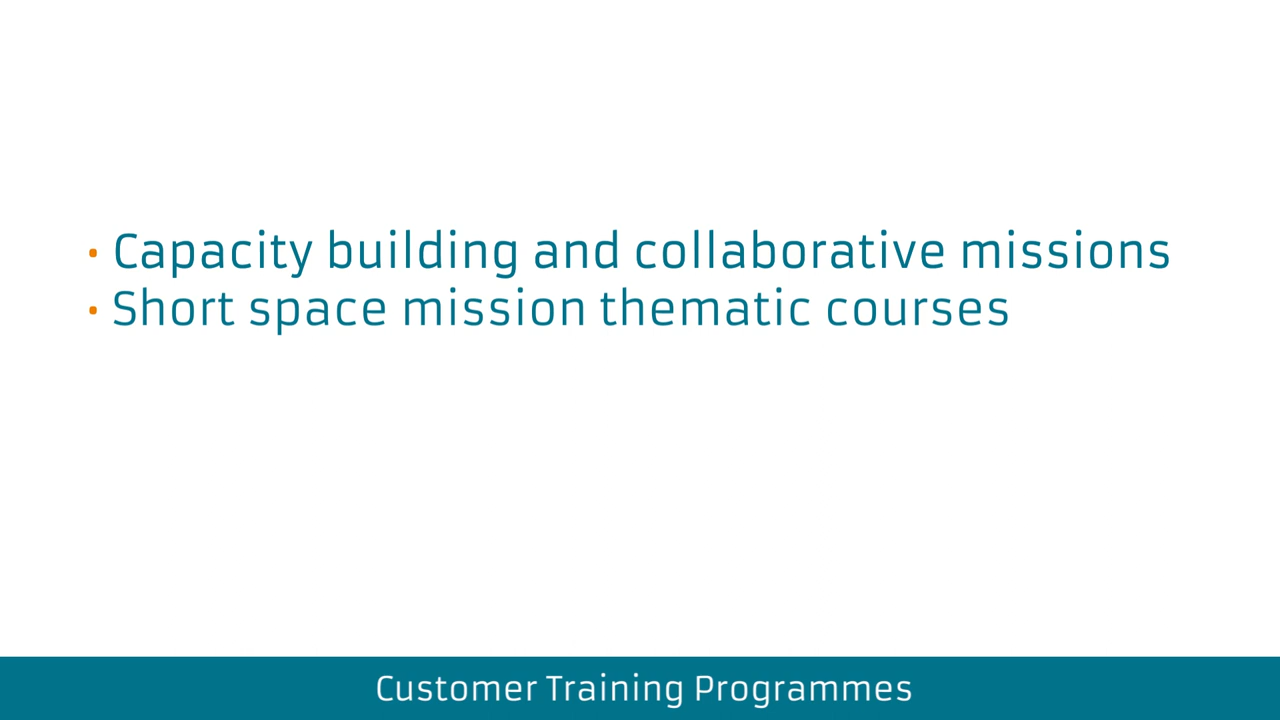 • Capacity building and collaborative missions
• Short space mission thematic courses
Customer Training Programmes